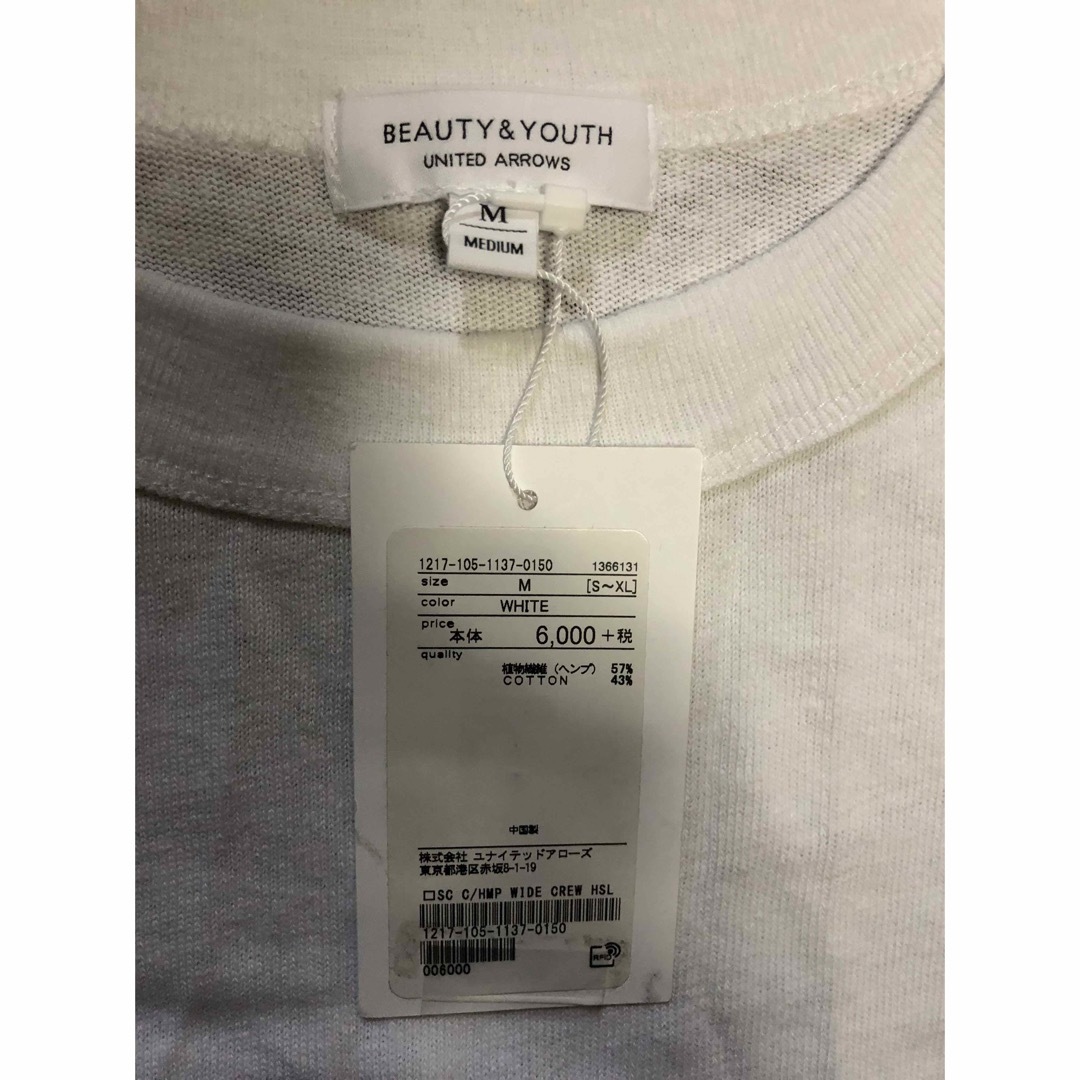 BEAUTY&YOUTH
UNITED ARROWS
M
MEDIUM
1217-105-1137-0150 1366131
size M [S～XL]
color WHITE
price 本体 6,000+税
quality
植物繊維(ヘンプ) 57%
COTTON 43%
中国製
株式会社 ユナイテッドアローズ
東京都港区赤坂8-1-19
□SC C/HMP WIDE CREW HSL
1217-105-1137-0150
006000
RFID